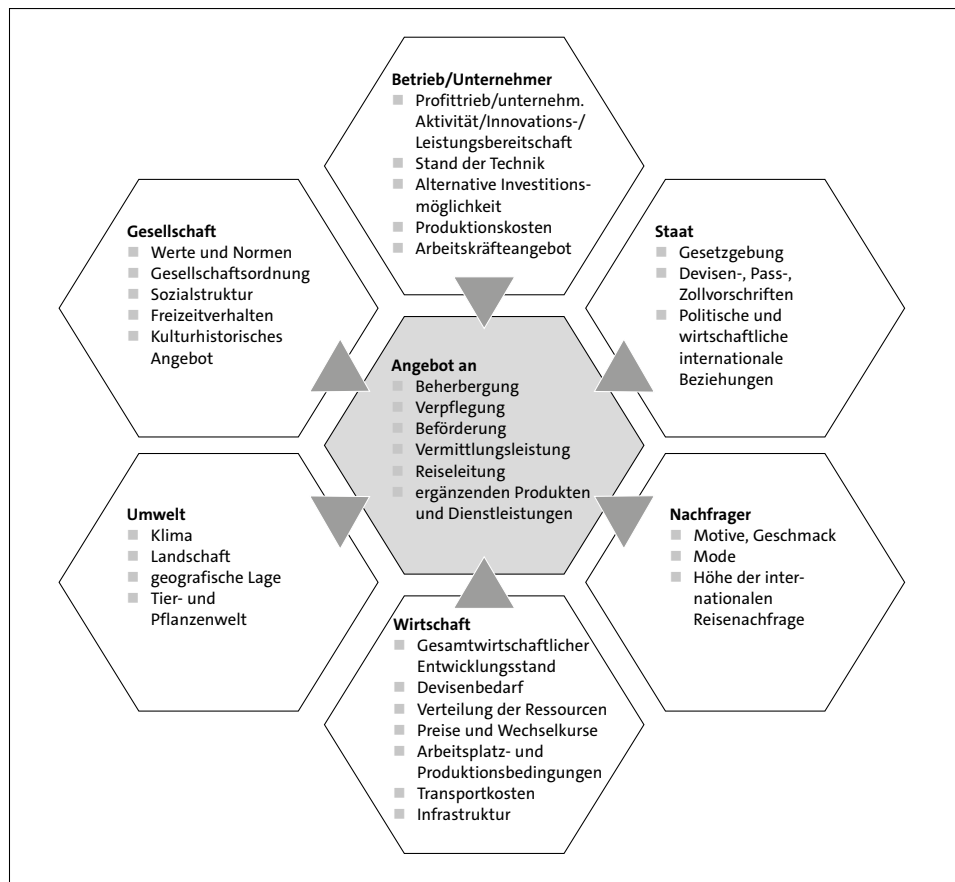 Betrieb/Unternehmer
Profittrieb/unternehm.
Aktivität/Innovations-/
Leistungsbereitschaft
Stand der Technik
Alternative Investitions-
möglichkeit
Produktionskosten
Arbeitskräfteangebot
Gesellschaft
Werte und Normen
Gesellschaftsordnung
Sozialstruktur
Freizeitverhalten
Kulturhistorisches
Angebot
Staat
Gesetzgebung
Devisen-, Pass-,
Zollvorschriften
Politische und
wirtschaftliche
internationale
Beziehungen
Angebot an
Beherbergung
Verpflegung
Beförderung
Vermittlungsleistung
Reiseleitung
ergänzenden Produkten
und Dienstleistungen
Umwelt
Klima
Landschaft
geografische Lage
Tier- und
Pflanzenwelt
Nachfrager
Motive, Geschmack
Mode
Höhe der inter-
nationalen
Reisenachfrage
Wirtschaft
Gesamtwirtschaftlicher
Entwicklungsstand
Devisenbedarf
Verteilung der Ressourcen
Preise und Wechselkurse
Arbeitsplatz- und
Produktionsbedingungen
Transportkosten
Infrastruktur